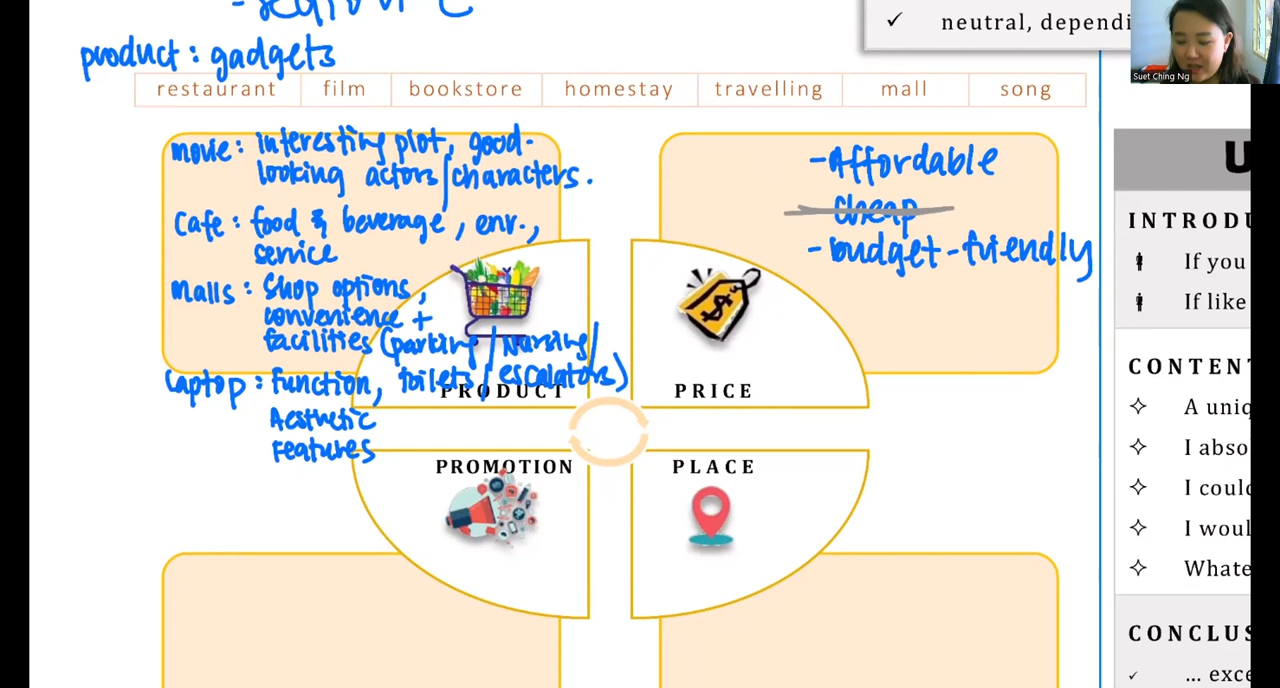 neutral, dependi
Suet Ching Ng
product: gadgets
restaurant film bookstore homestay travelling mall song
movie: interesting plot, good-
looking actors/characters.
Cafe: food & beverage, env.,
service
Malls: Shop options,
convenience +
facilities (parking/Nursing/
toilets/escalators)
Laptop: Function,
Aesthetic
Features
-Affordable
cheap
-budget-friendly
PRODUCT
PRICE
PROMOTION
PLACE
U
INTRODU
If you
If like
CONTENT
A uniq
I abso
I could
I woul
Whate
CONCLUS
... exce